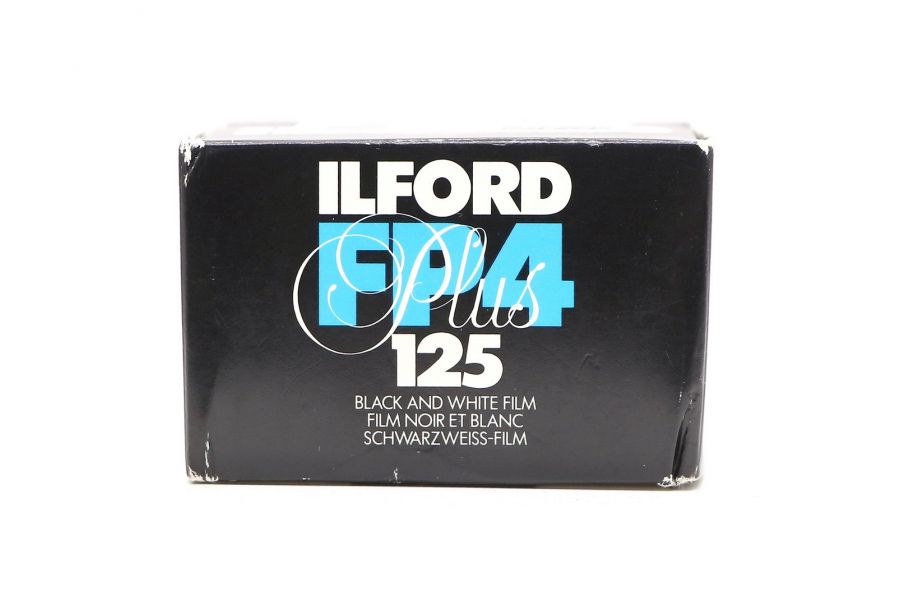 ILFORD
FP4
Plus
125
BLACK AND WHITE FILM
FILM NOIR ET BLANC
SCHWARZWEISS-FILM